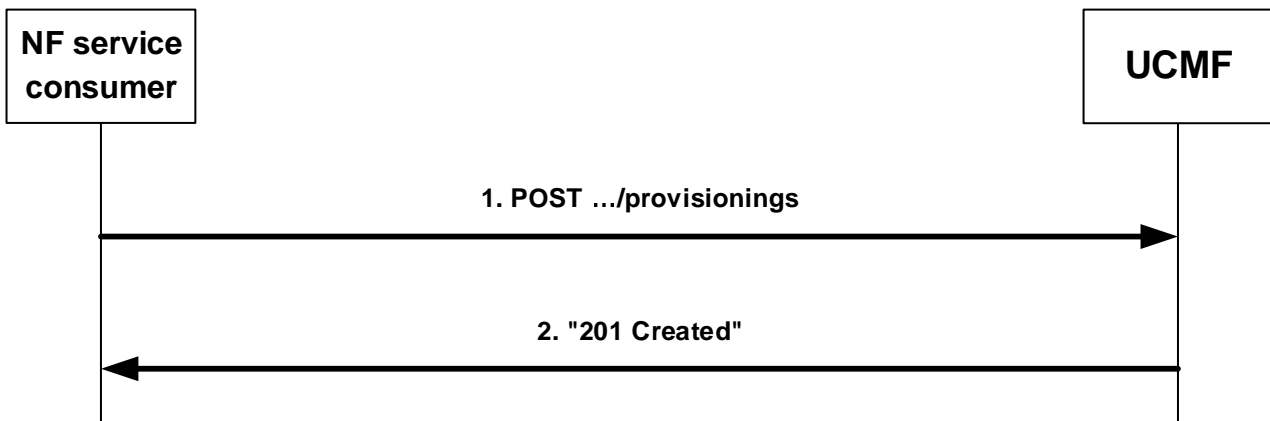 NF service
consumer
UCMF
1. POST …/provisionings
2. "201 Created"